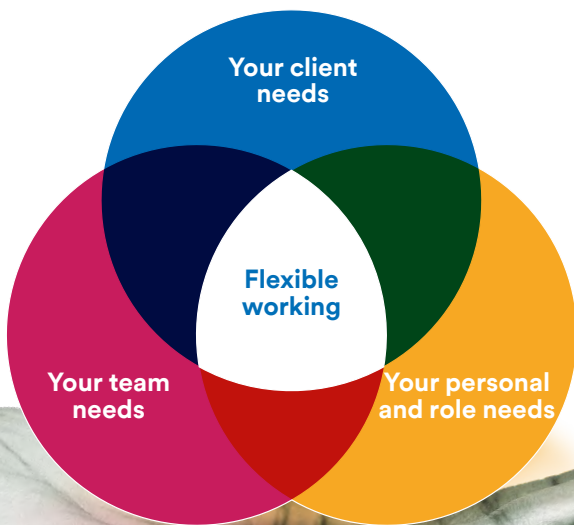 Your client
needs
Flexible
working
Your team
needs
Your personal
and role needs